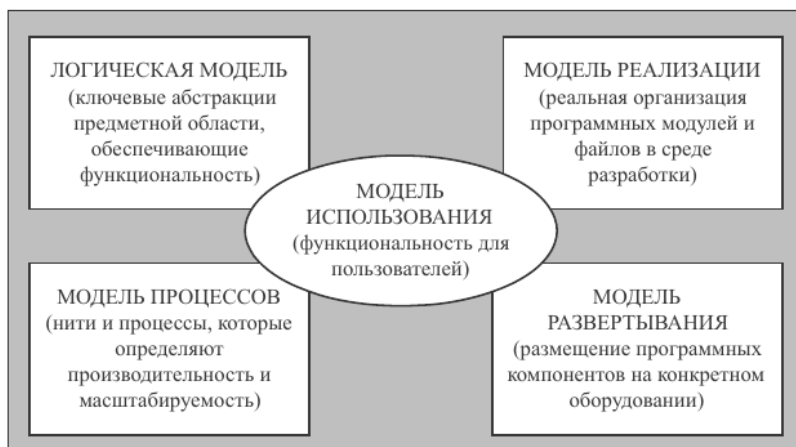 ЛОГИЧЕСКАЯ МОДЕЛЬ
(ключевые абстракции
предметной области,
обеспечивающие
функциональность)
МОДЕЛЬ РЕАЛИЗАЦИИ
(реальная организация
программных модулей и
файлов в среде
разработки)
МОДЕЛЬ
ИСПОЛЬЗОВАНИЯ
(функциональность для
пользователей)
МОДЕЛЬ ПРОЦЕССОВ
(нити и процессы, которые
определяют
производительность и
масштабируемость)
МОДЕЛЬ
РАЗВЕРТЫВАНИЯ
(размещение программных
компонентов на конкретном
оборудовании)